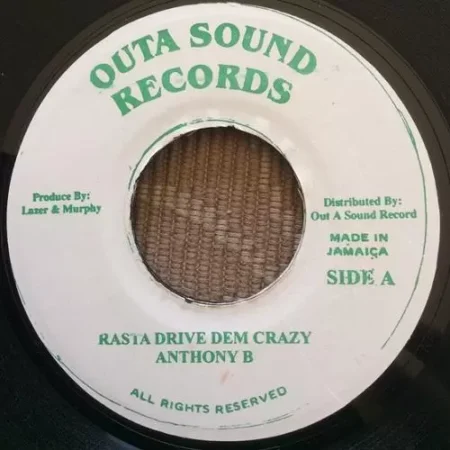 OUTA SOUND
RECORDS
Produce By:
Lazer & Murphy
Distributed By:
Out A Sound Record
MADE IN
JAMAICA
SIDE A
RASTA DRIVE DEM CRAZY
ANTHONY B
ALL RIGHTS RESERVED